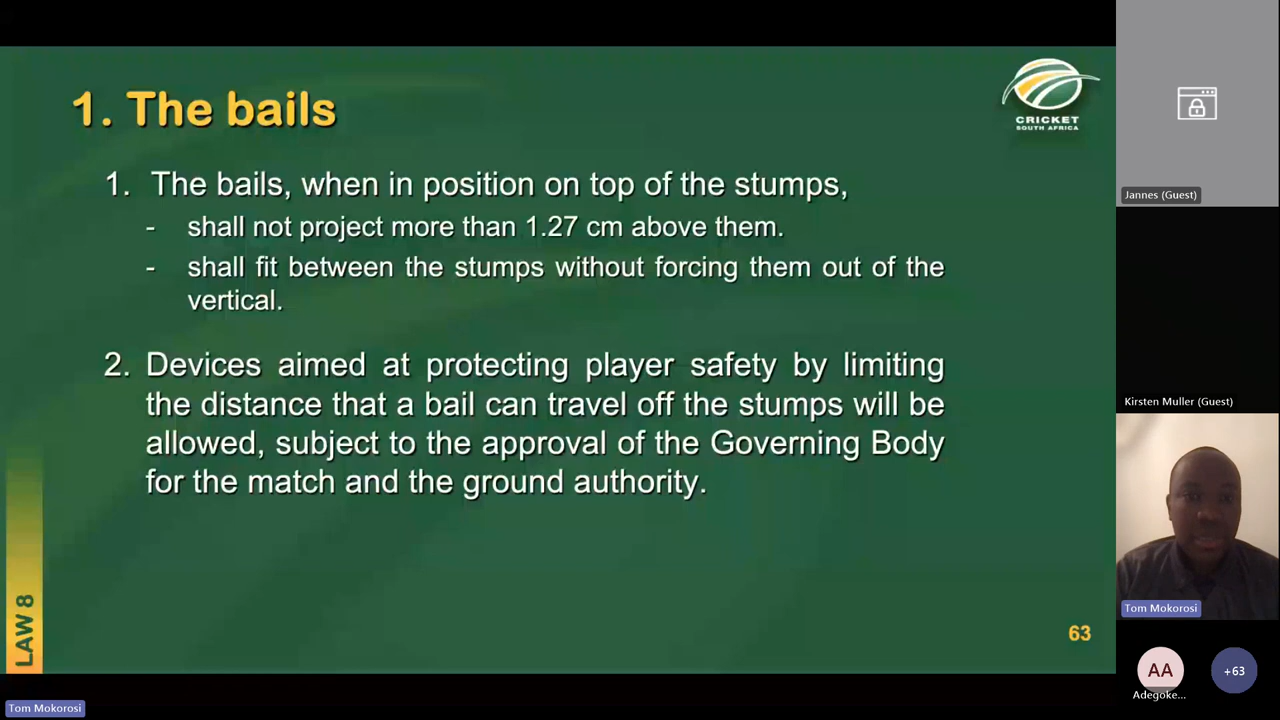 1. The bails
CRICKET
SOUTH AFRICA
1. The bails, when in position on top of the stumps,
- shall not project more than 1.27 cm above them.
- shall fit between the stumps without forcing them out of the
vertical.
2. Devices aimed at protecting player safety by limiting
the distance that a bail can travel off the stumps will be
allowed, subject to the approval of the Governing Body
for the match and the ground authority.
LAW 8
63
Tom Mokorosi
Jannes (Guest)
Kirsten Muller (Guest)
Tom Mokorosi
AA
Adegoke...
+63